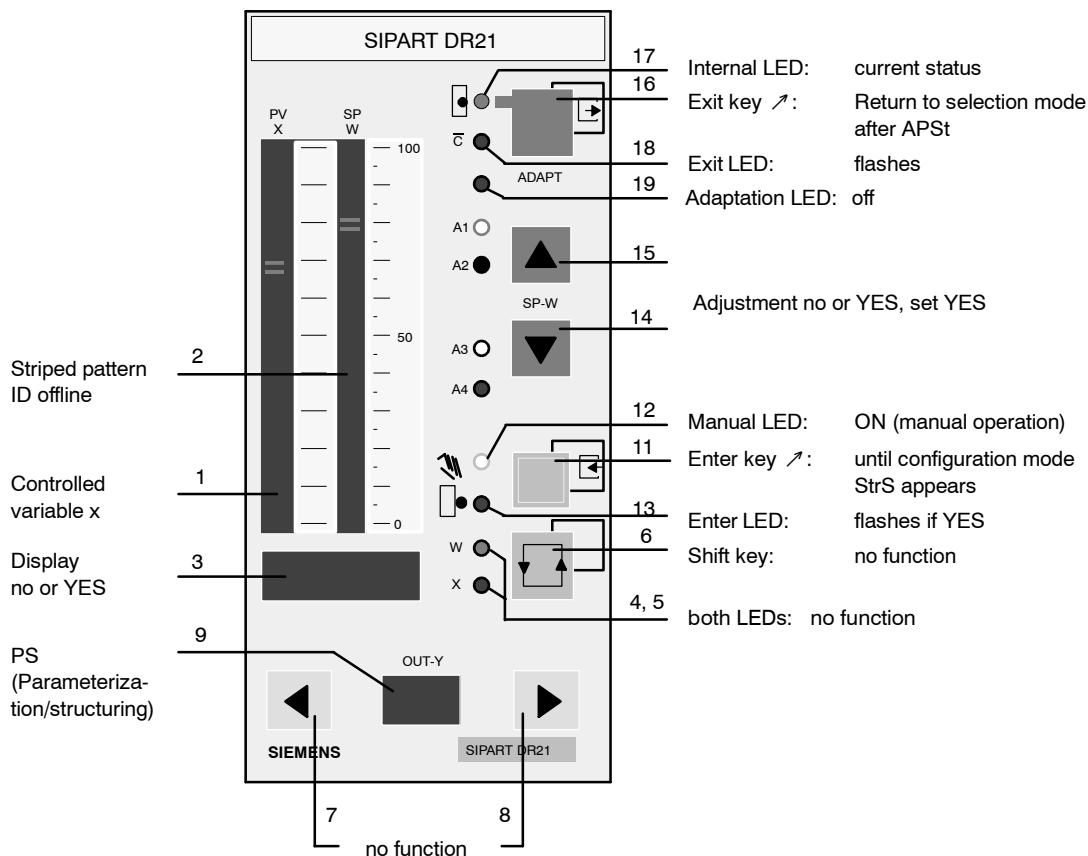 SIPART DR21
17
Internal LED: current status
16
Exit key ↗: Return to selection mode
after APSt
PV
X
SP
W
100
C̅
18
Exit LED: flashes
ADAPT
19
Adaptation LED: off
A1
A2
15
SP-W
14
Adjustment no or YES, set YES
50
A3
2
Striped pattern
ID offline
A4
12
Manual LED: ON (manual operation)
11
Enter key ↗: until configuration mode
StrS appears
1
Controlled
variable x
13
Enter LED: flashes if YES
0
6
Shift key: no function
W
3
Display
no or YES
X
4, 5
both LEDs: no function
9
PS
(Parameteriza-
tion/structuring)
OUT-Y
SIEMENS
SIPART DR21
7
8
no function